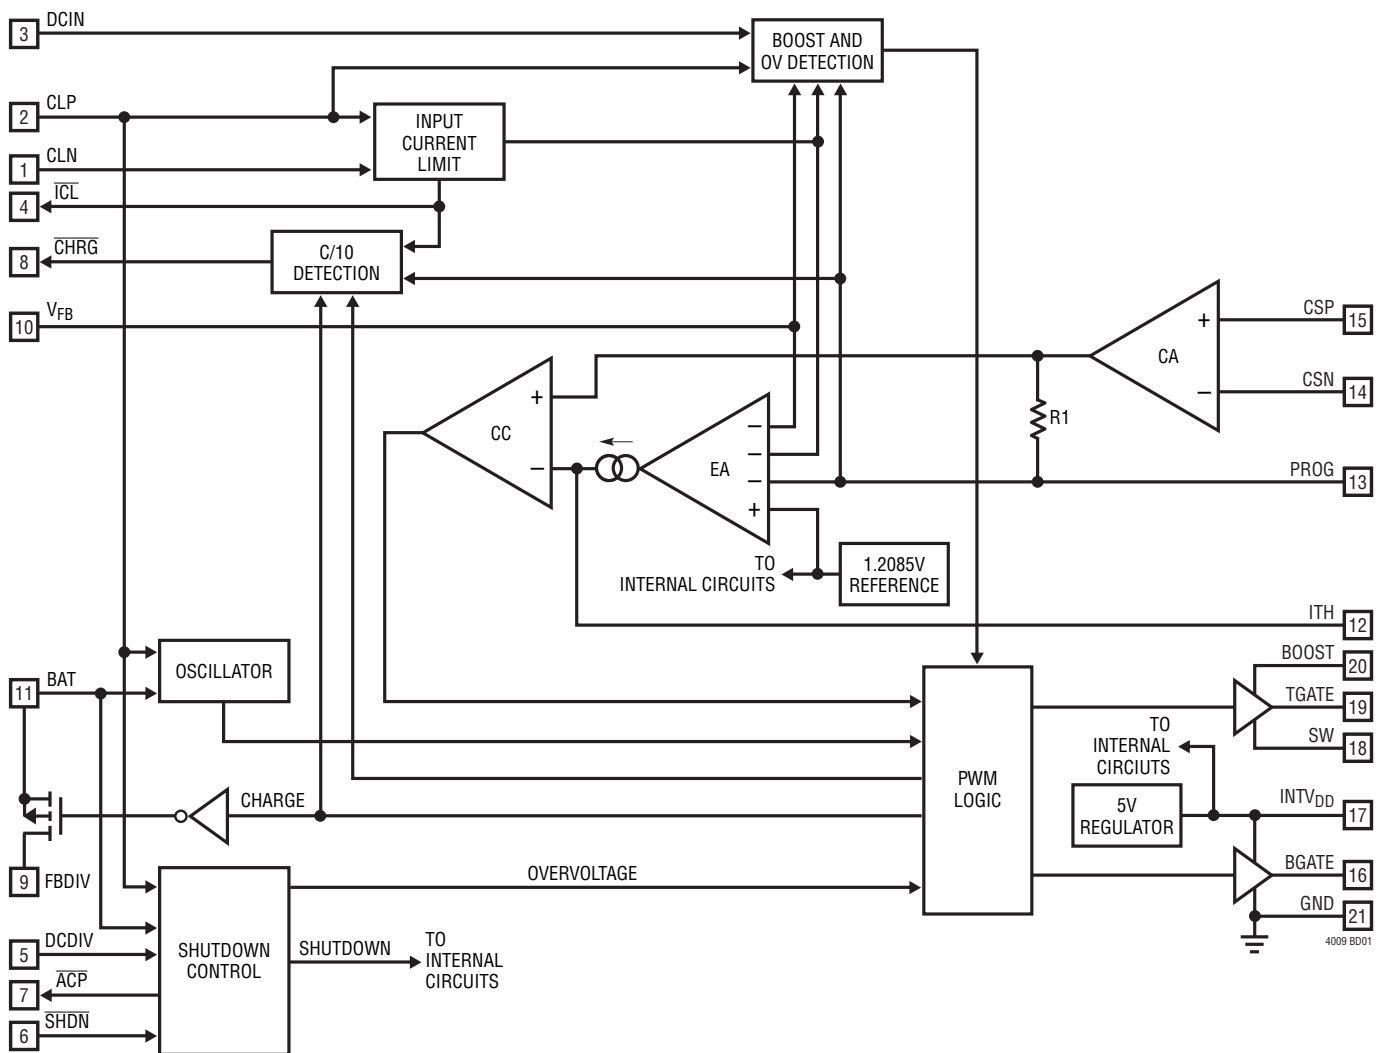 3 DCIN
BOOST AND
OV DETECTION
2 CLP
INPUT
CURRENT
LIMIT
1 CLN
4 ICL
8 CHRG
C/10
DETECTION
10 VFB
CSP 15
+
CA
CSN 14
–
+
CC
–
R1
–
–
EA
–
+
PROG 13
TO
INTERNAL CIRCUITS
1.2085V
REFERENCE
ITH 12
BOOST 20
TGATE 19
SW 18
OSCILLATOR
11 BAT
TO
INTERNAL
CIRCIUTS
PWM
LOGIC
CHARGE
5V
REGULATOR
INTVDD 17
9 FBDIV
OVERVOLTAGE
BGATE 16
GND 21
4009 BD01
SHUTDOWN
CONTROL
5 DCDIV
SHUTDOWN
TO
INTERNAL
CIRCUITS
7 ACP
6 SHDN